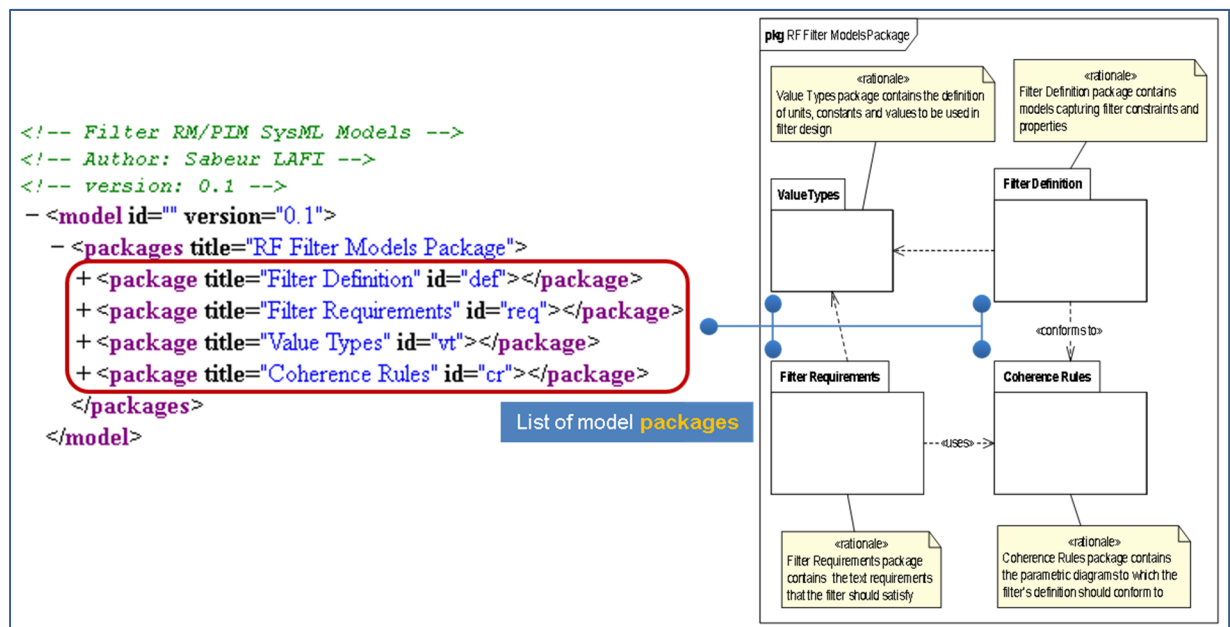 <!-- Filter RM/PIM SysML Models -->
<!-- Author: Sabeur LAFI -->
<!-- version: 0.1 -->
− <model id="" version="0.1">
− <packages title="RF Filter Models Package">
+ <package title="Filter Definition" id="def"></package>
+ <package title="Filter Requirements" id="req"></package>
+ <package title="Value Types" id="vt"></package>
+ <package title="Coherence Rules" id="cr"></package>
</packages>
</model>
List of model packages
pkg RF Filter Models Package
«rationale»
Value Types package contains the definition
of units, constants and values to be used in
filter design
«rationale»
Filter Definition package contains
models capturing filter constraints and
properties
Value Types
Filter Definition
«conforms to»
Filter Requirements
Coherence Rules
«uses»
«rationale»
Filter Requirements package
contains the text requirements
that the filter should satisfy
«rationale»
Coherence Rules package contains
the parametric diagrams to which the
filter's definition should conform to